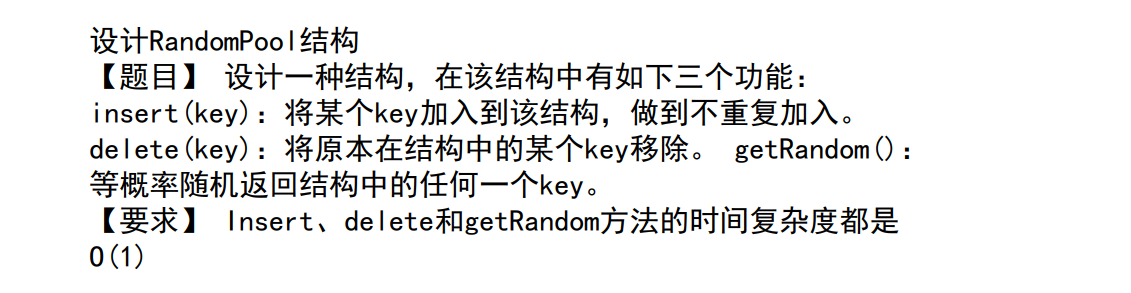 设计RandomPool结构
【题目】 设计一种结构，在该结构中有如下三个功能：
insert(key)：将某个key加入到该结构，做到不重复加入。
delete(key)：将原本在结构中的某个key移除。 getRandom()：
等概率随机返回结构中的任何一个key。
【要求】 Insert、delete和getRandom方法的时间复杂度都是
O(1)